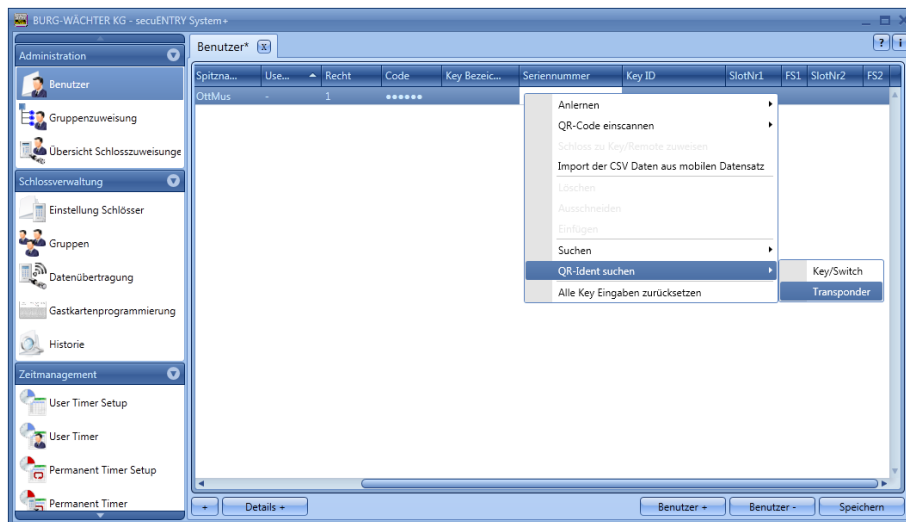 BURG-WÄCHTER KG - secuENTRY System+
Administration
Benutzer
Gruppenzuweisung
Übersicht Schlosszuweisunge
Schlossverwaltung
Einstellung Schlösser
Gruppen
Datenübertragung
Gastkartenprogrammierung
Historie
Zeitmanagement
User Timer Setup
User Timer
Permanent Timer Setup
Permanent Timer
Benutzer* x
? i
Spitzna... Use... Recht Code Key Bezeic... Seriennummer Key ID SlotNr1 FS1 SlotNr2 FS2
OttMus - 1 ●●●●●●
Anlernen
QR-Code einscannen
Schloss zu Key/Remote zuweisen
Import der CSV Daten aus mobilen Datensatz
Löschen
Ausschneiden
Einfügen
Suchen
QR-Ident suchen
Alle Key Eingaben zurücksetzen
Key/Switch
Transponder
+ Details + Benutzer + Benutzer - Speichern